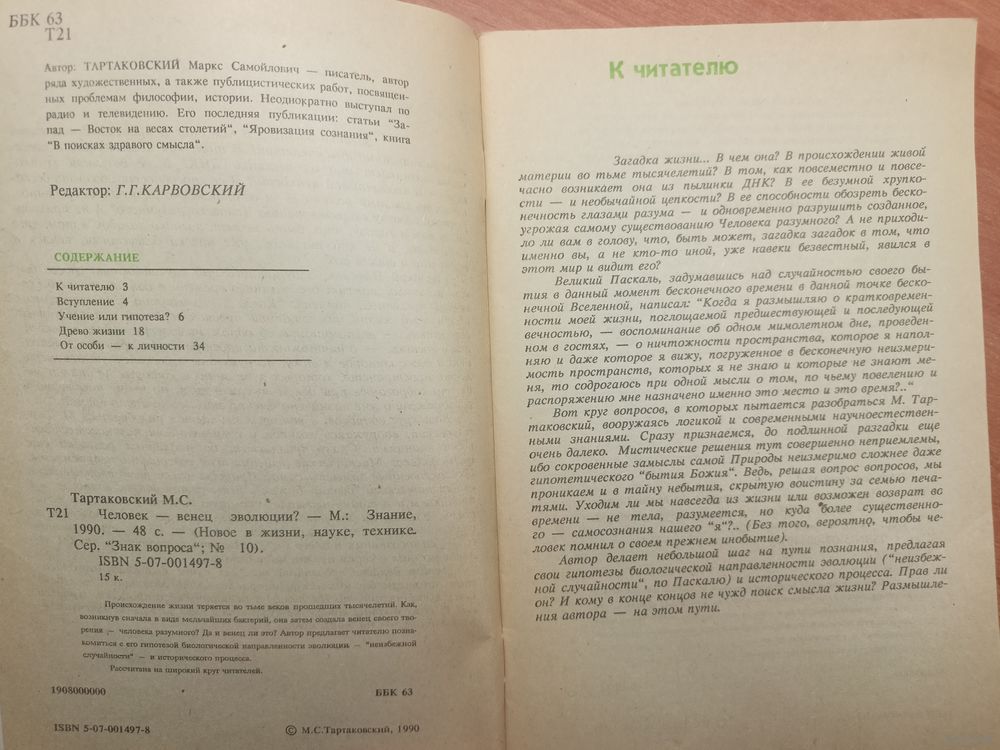 ББК 63
Т21
Автор: ТАРТАКОВСКИЙ Маркс Самойлович — писатель, автор
ряда художественных, а также публицистических работ, посвящен-
ных проблемам философии, истории. Неоднократно выступал по
радио и телевидению. Его последняя публикации: статьи "За-
пад — Восток на весах столетий", "Яровизация сознания", книга
"В поисках здравого смысла".
Редактор: Г.Г.КАРВОВСКИЙ
СОДЕРЖАНИЕ
К читателю 3
Вступление 4
Учение или гипотеза? 6
Древо жизни 18
От особи — к личности 34
Тартаковский М.С.
Т21 Человек — венец эволюции? — М.: Знание,
1990. — 48 с. — (Новое в жизни, науке, технике.
Сер. "Знак вопроса"; № 10).
ISBN 5-07-001497-8
15 к.
Происхождение жизни теряется во тьме веков прошедших тысячелетий. Как,
возникнув сначала в виде мельчайших бактерий, она затем создала венец своего тво-
рения — человека разумного? Да и венец ли это? Автор предлагает читателю позна-
комиться с его гипотезой биологической направленности эволюции — "неизбежной
случайности" — и исторического процесса.
Рассчитана на широкий круг читателей.
1908000000 ББК 63
ISBN 5-07-001497-8 © М.С.Тартаковский, 1990
К читателю
Загадка жизни... В чем она? В происхождении живой
материи во тьме тысячелетий? В том, как повсеместно и повсе-
часно возникает она из пылинки ДНК? В ее безумной хрупко-
сти — и необычайной цепкости? В ее способности обозреть беско-
нечность глазами разума — и одновременно разрушить созданное,
угрожая самому существованию Человека разумного? А не приходи-
ло ли вам в голову, что, быть может, загадка загадок в том, что
именно вы, а не кто-то иной, уже навеки безвестный, явился в
этот мир и видит его?
Великий Паскаль, задумавшись над случайностью своего бы-
тия в данный момент бесконечного времени в данной точке беско-
нечной Вселенной, написал: "Когда я размышляю о кратковремен-
ности моей жизни, поглощаемой предшествующей и последующей
вечностью, — воспоминание об одном мимолетном дне, проведен-
ном в гостях, — о ничтожности пространства, которое я напол-
няю и даже которое я вижу, погруженное в бесконечную неизмери-
мость пространств, которых я не знаю и которые не знают ме-
ня, то содрогаюсь при одной мысли о том, по чьему повелению и
распоряжению мне назначено именно это место и это время?.."
Вот круг вопросов, в которых пытается разобраться М. Тар-
таковский, вооружаясь логикой и современными научноестествен-
ными знаниями. Сразу признаемся, до подлинной разгадки еще
очень далеко. Мистические решения тут совершенно неприемлемы,
ибо сокровенные замыслы самой Природы неизмеримо сложнее даже
гипотетического "бытия Божия". Ведь, решая вопрос вопросов, мы
проникаем и в тайну небытия, скрытую воистину за семью печа-
тями. Уходим ли мы навсегда из жизни или возможен возврат во
времени — не тела, разумеется, но куда более существенно-
го — самосознания нашего "я"?.. (Без того, вероятно, чтобы че-
ловек помнил о своем прежнем инобытие).
Автор делает небольшой шаг на пути познания, предлагая
свои гипотезы биологической направленности эволюции ("неизбеж-
ной случайности", по Паскалю) и исторического процесса. Прав ли
он? И кому в конце концов не чужд поиск смысла жизни? Размышле-
ния автора — на этом пути.